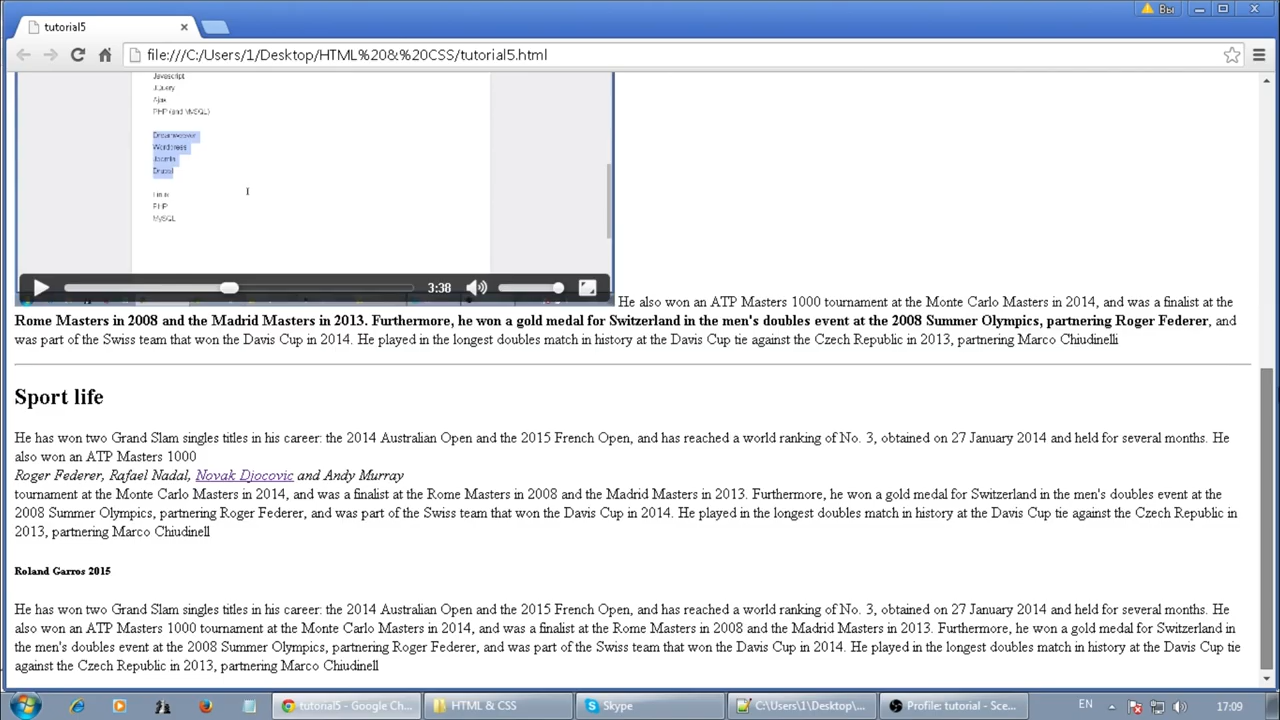 Вы
tutorial5
file:///C:/Users/1/Desktop/HTML%20&%20CSS/tutorial5.html
Javascript
JQuery
Ajax
PHP (and MySQL)
Dreamweaver
Wordpress
Joomla
Drupal
Linux
PHP
MySQL
3:38
He also won an ATP Masters 1000 tournament at the Monte Carlo Masters in 2014, and was a finalist at the
Rome Masters in 2008 and the Madrid Masters in 2013. Furthermore, he won a gold medal for Switzerland in the men's doubles event at the 2008 Summer Olympics, partnering Roger Federer, and
was part of the Swiss team that won the Davis Cup in 2014. He played in the longest doubles match in history at the Davis Cup tie against the Czech Republic in 2013, partnering Marco Chiudinelli
Sport life
He has won two Grand Slam singles titles in his career: the 2014 Australian Open and the 2015 French Open, and has reached a world ranking of No. 3, obtained on 27 January 2014 and held for several months. He
also won an ATP Masters 1000
Roger Federer, Rafael Nadal, Novak Djocovic and Andy Murray
tournament at the Monte Carlo Masters in 2014, and was a finalist at the Rome Masters in 2008 and the Madrid Masters in 2013. Furthermore, he won a gold medal for Switzerland in the men's doubles event at the
2008 Summer Olympics, partnering Roger Federer, and was part of the Swiss team that won the Davis Cup in 2014. He played in the longest doubles match in history at the Davis Cup tie against the Czech Republic in
2013, partnering Marco Chiudinell
Roland Garros 2015
He has won two Grand Slam singles titles in his career: the 2014 Australian Open and the 2015 French Open, and has reached a world ranking of No. 3, obtained on 27 January 2014 and held for several months. He
also won an ATP Masters 1000 tournament at the Monte Carlo Masters in 2014, and was a finalist at the Rome Masters in 2008 and the Madrid Masters in 2013. Furthermore, he won a gold medal for Switzerland in
the men's doubles event at the 2008 Summer Olympics, partnering Roger Federer, and was part of the Swiss team that won the Davis Cup in 2014. He played in the longest doubles match in history at the Davis Cup tie
against the Czech Republic in 2013, partnering Marco Chiudinell
tutorial5 - Google Ch...
HTML & CSS
Skype
C:\Users\1\Desktop\...
Profile: tutorial - Sce...
EN
17:09